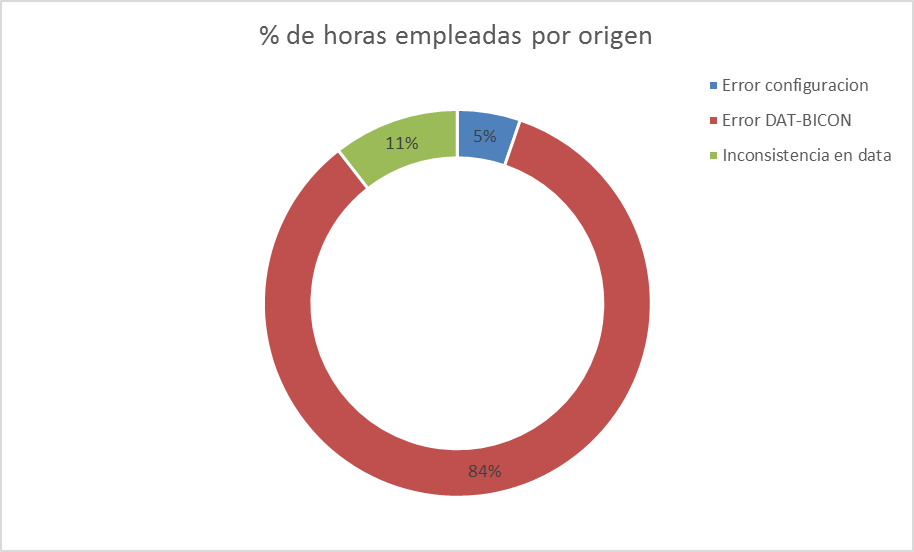 % de horas empleadas por origen
Error configuracion
Error DAT-BICON
Inconsistencia en data
5%
11%
84%